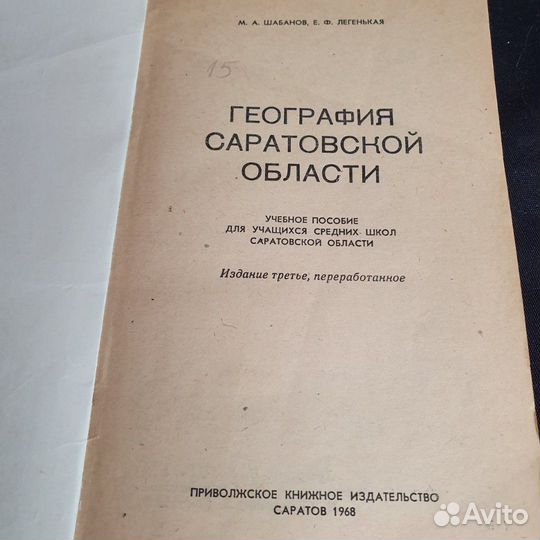 М. А. ШАБАНОВ, Е. Ф. ЛЕГЕНЬКАЯ
15
ГЕОГРАФИЯ
САРАТОВСКОЙ
ОБЛАСТИ
УЧЕБНОЕ ПОСОБИЕ
ДЛЯ УЧАЩИХСЯ СРЕДНИХ ШКОЛ
САРАТОВСКОЙ ОБЛАСТИ
Издание третье, переработанное
ПРИВОЛЖСКОЕ КНИЖНОЕ ИЗДАТЕЛЬСТВО
САРАТОВ 1968
Avito